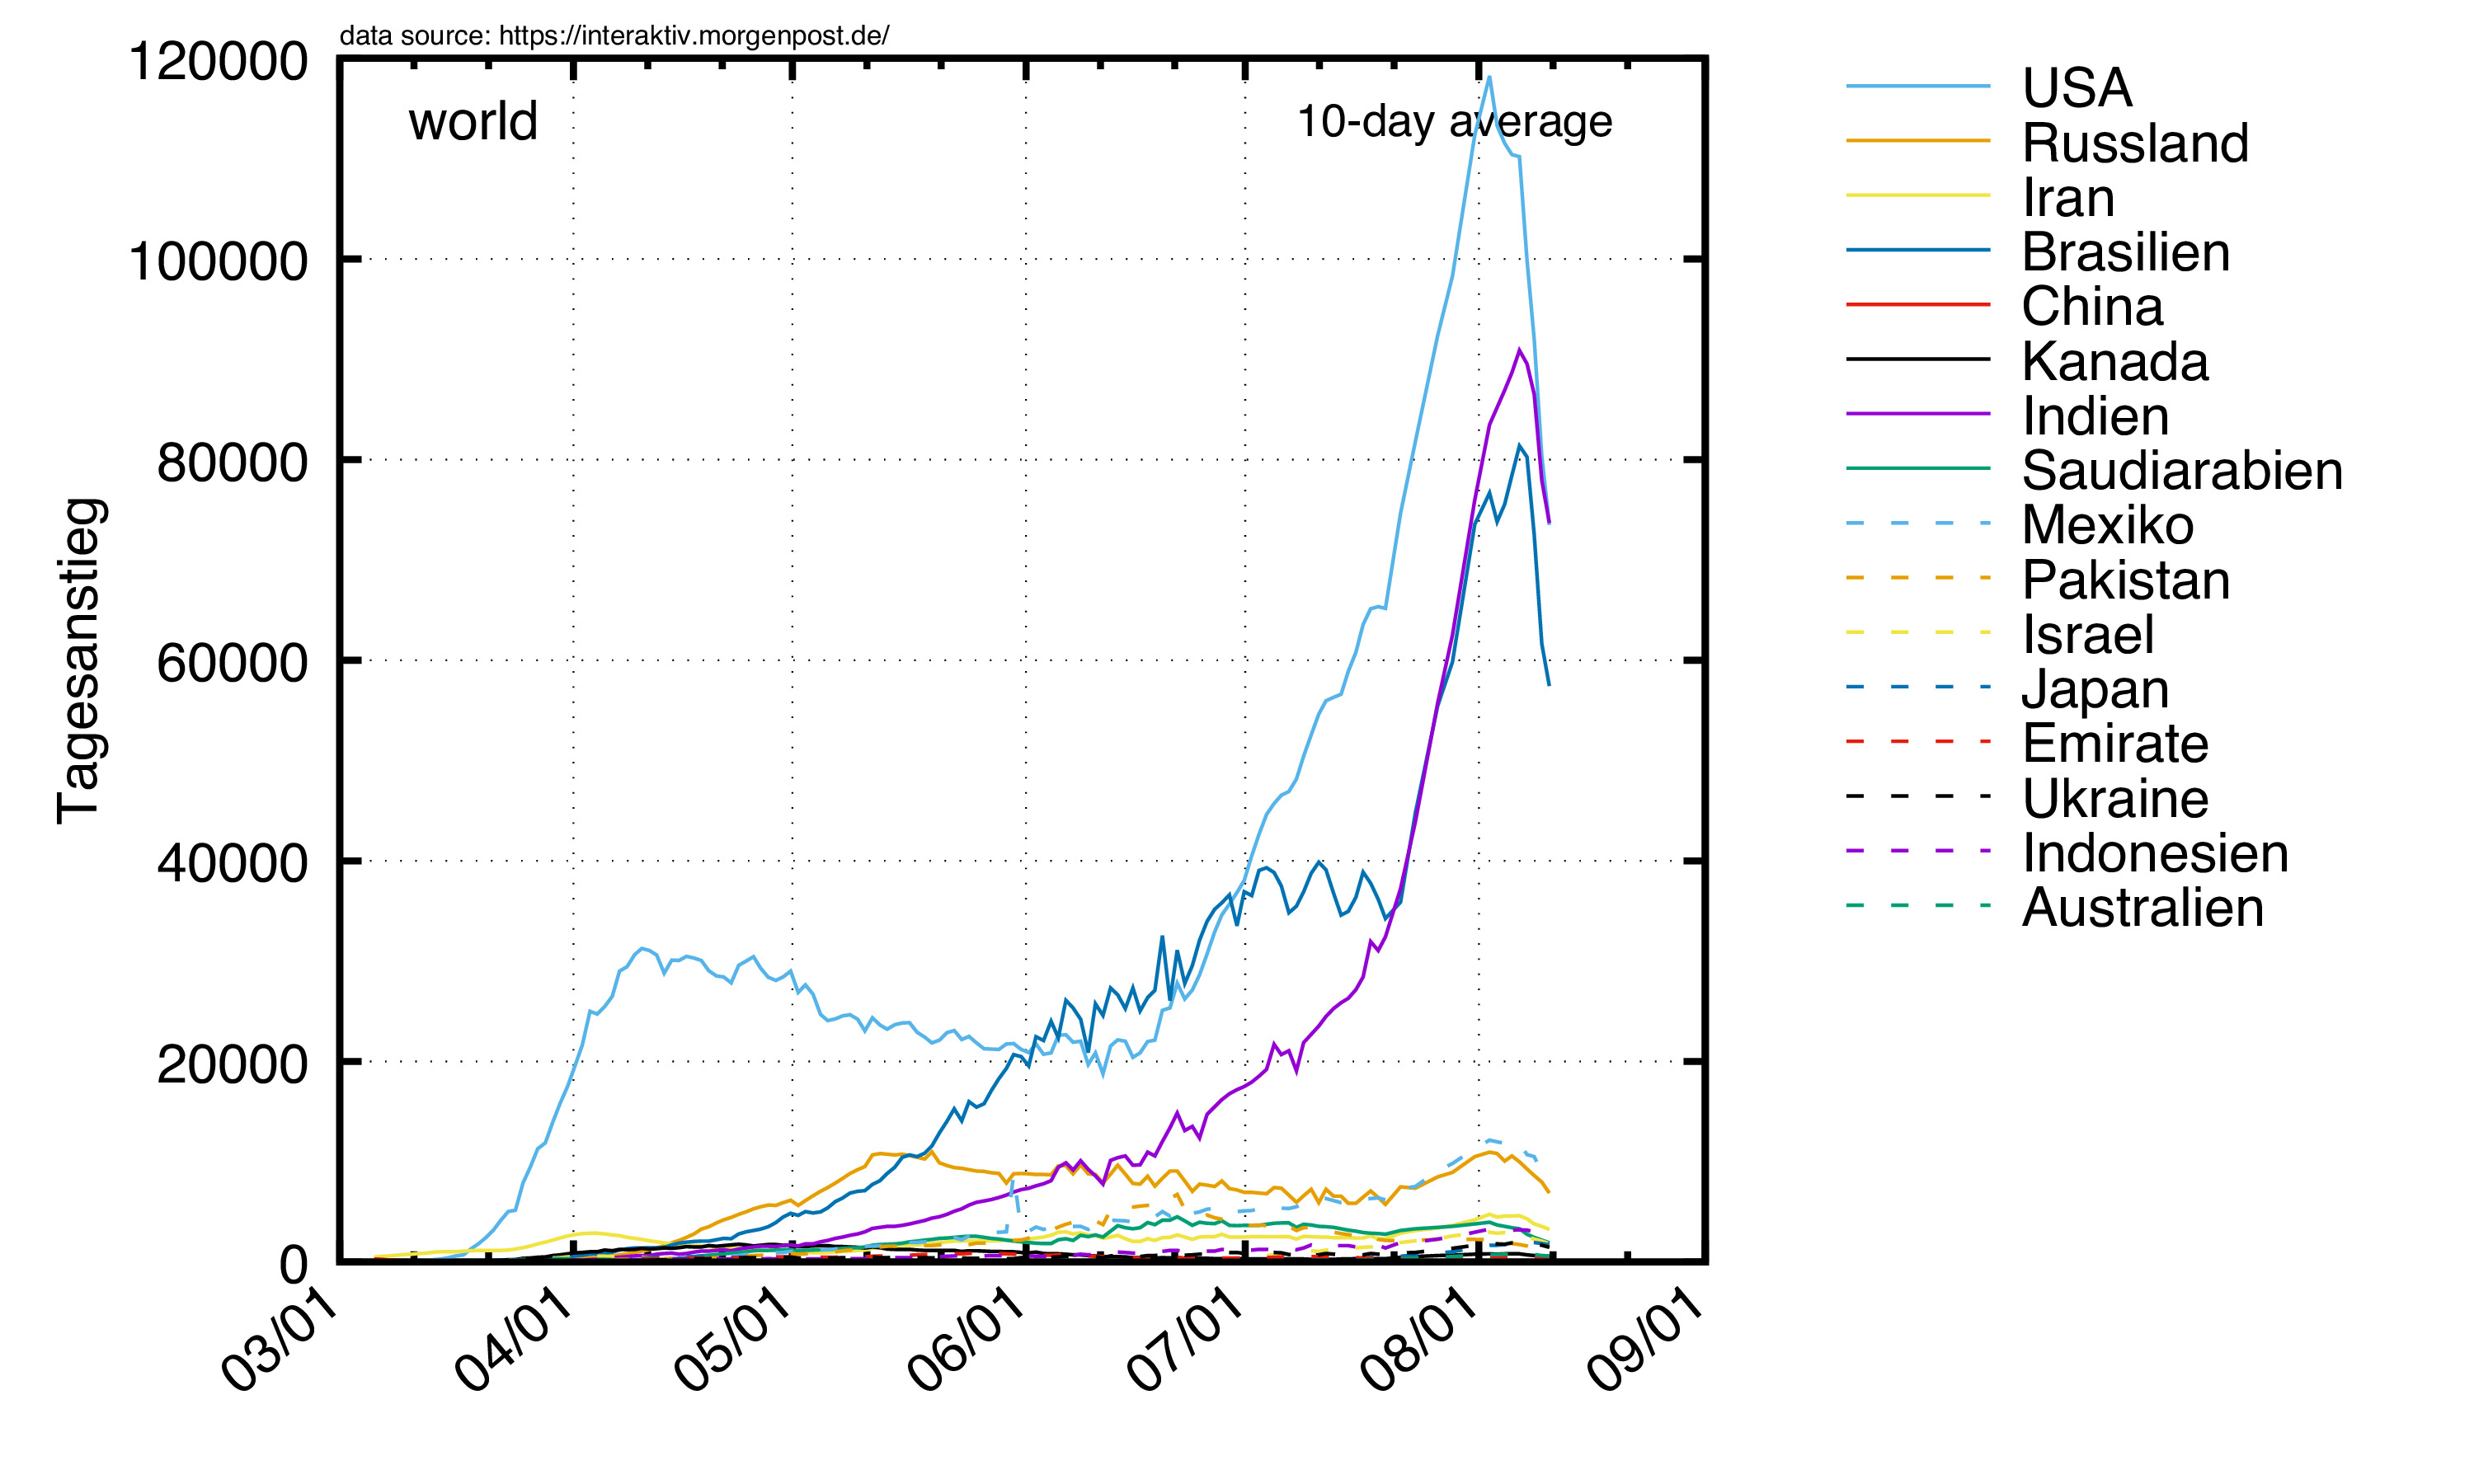 data source: https://interaktiv.morgenpost.de/
world
10-day average
Tagesanstieg
120000
100000
80000
60000
40000
20000
0
03/01
04/01
05/01
06/01
07/01
08/01
09/01
USA
Russland
Iran
Brasilien
China
Kanada
Indien
Saudiarabien
Mexiko
Pakistan
Israel
Japan
Emirate
Ukraine
Indonesien
Australien